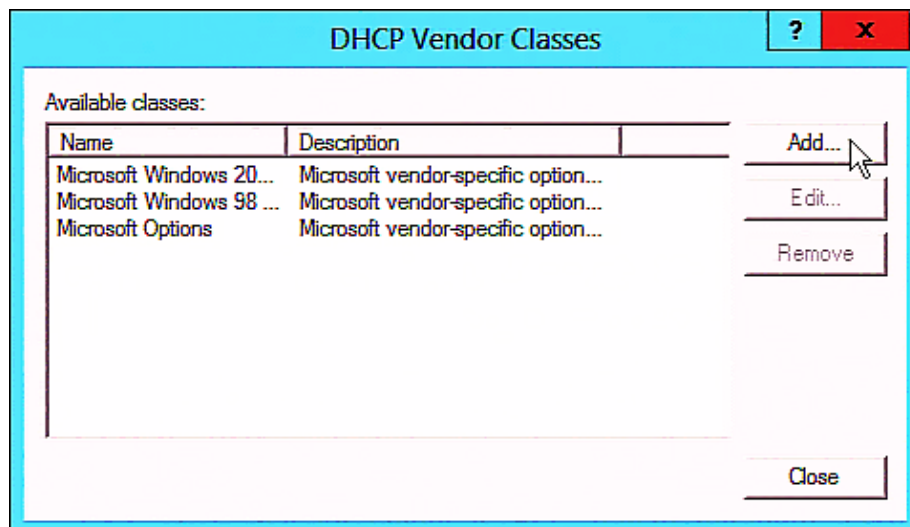 DHCP Vendor Classes
? x
Available classes:
Name Description
Add...
Microsoft Windows 20... Microsoft vendor-specific option...
Microsoft Windows 98 ... Microsoft vendor-specific option...
Edit...
Microsoft Options Microsoft vendor-specific option...
Remove
Close